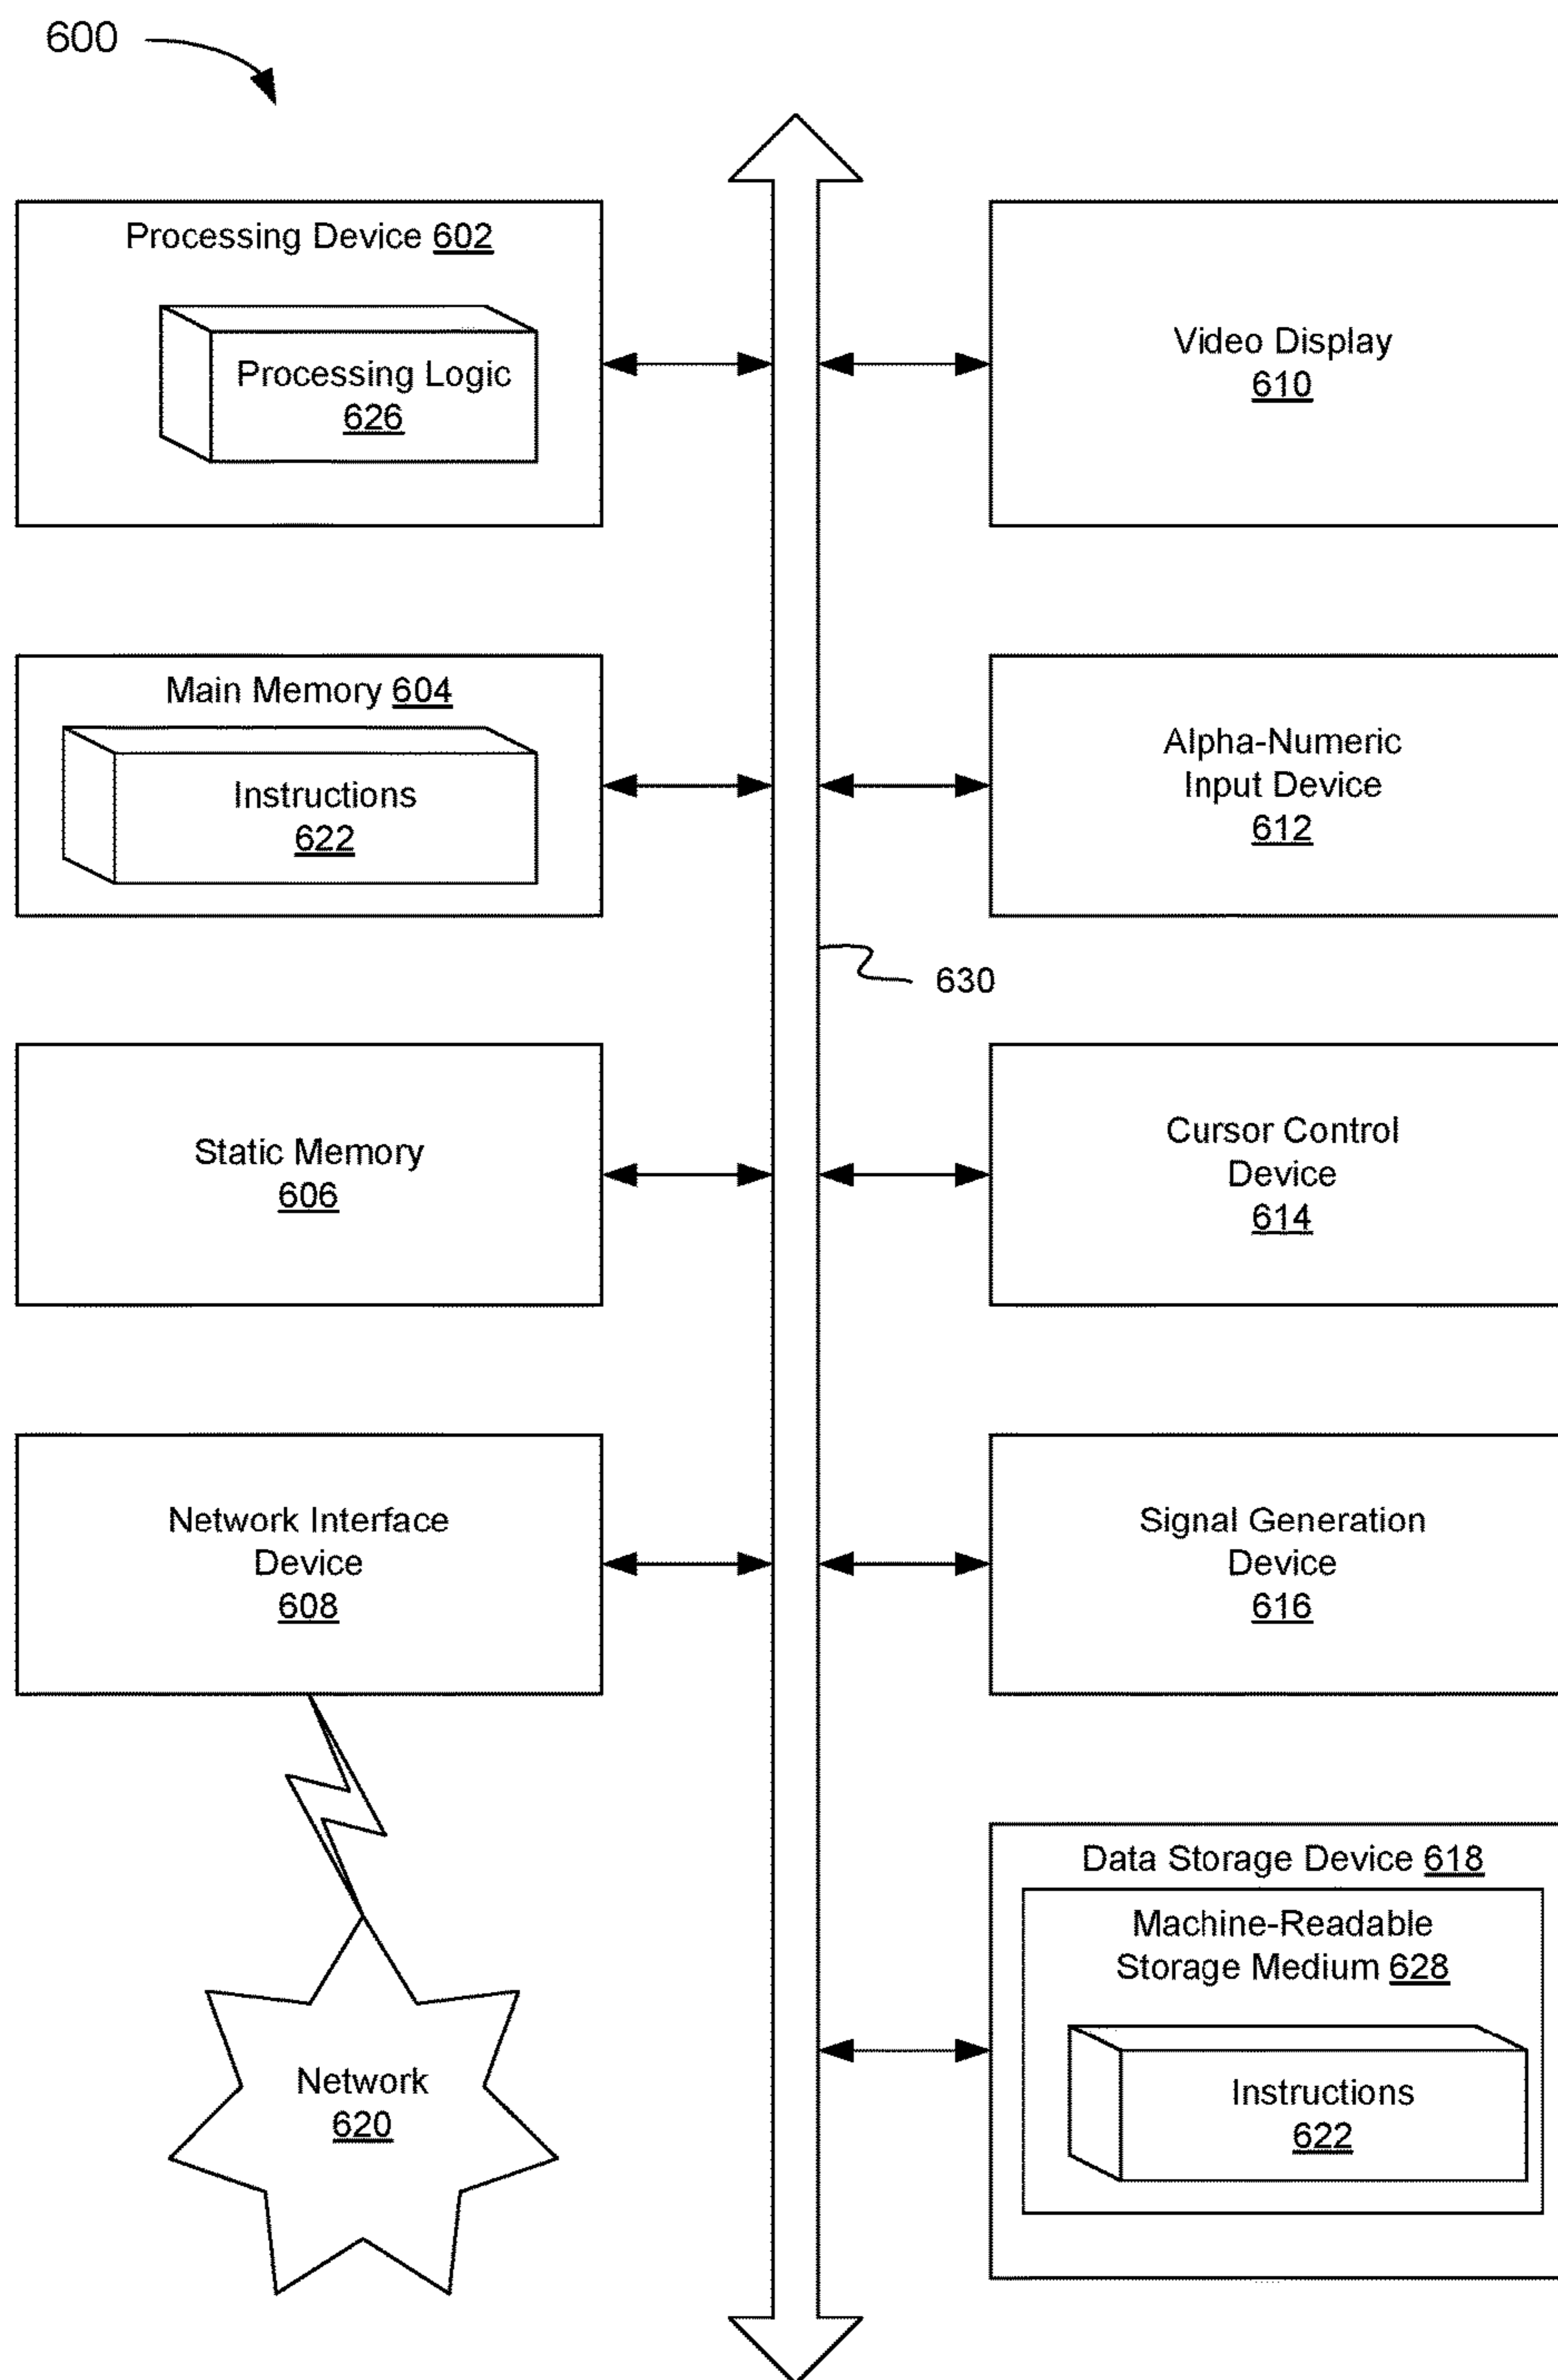 600
Processing Device 602
Processing Logic
626
Video Display
610
Main Memory 604
Instructions
622
Alpha-Numeric
Input Device
612
630
Static Memory
606
Cursor Control
Device
614
Network Interface
Device
608
Signal Generation
Device
616
Data Storage Device 618
Machine-Readable
Storage Medium 628
Instructions
622
Network
620